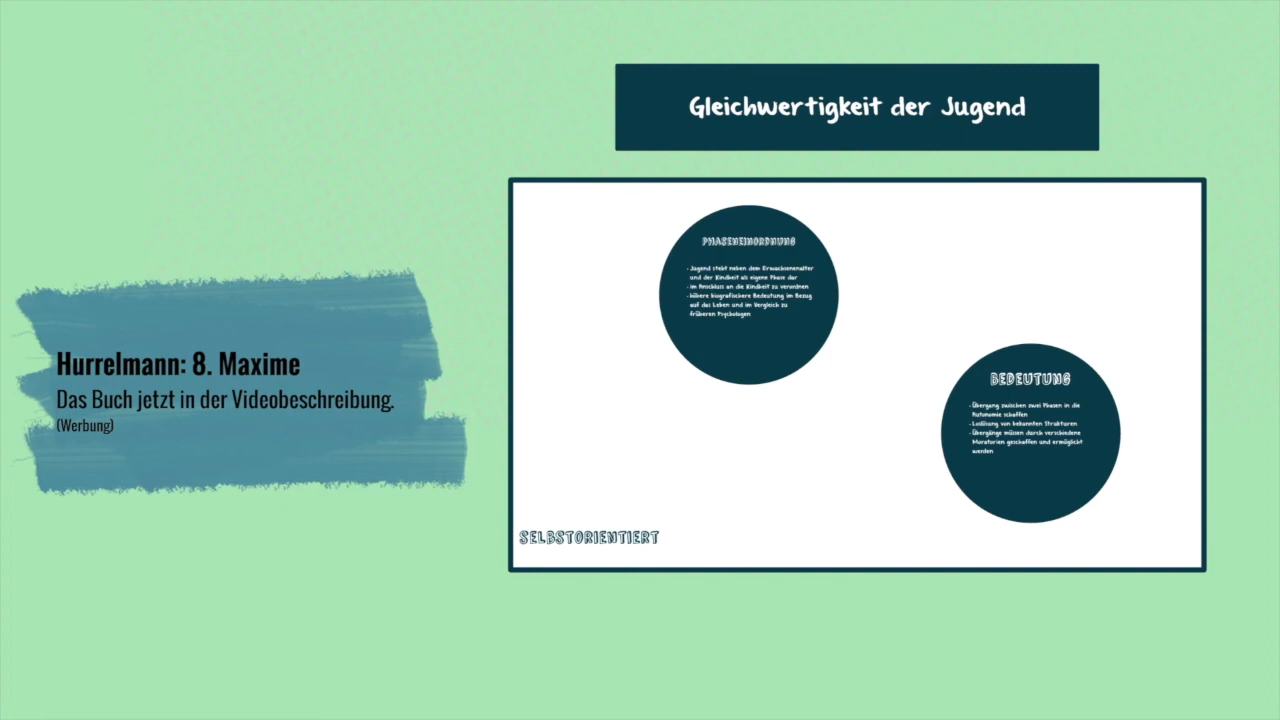 Gleichwertigkeit der Jugend
PHASENEINORDNUNG
- Jugend steht neben dem Erwachsenenalter
und der Kindheit als eigene Phase dar
- im Anschluss an die Kindheit zu verordnen
- höhere biografischere Bedeutung im Bezug
auf das Leben und im Vergleich zu
früheren Psychologen
BEDEUTUNG
- Übergang zwischen zwei Phasen in die
Autonomie schaffen
- Loslösung von bekannten Strukturen
- Übergänge müssen durch verschiedene
Moratorien geschaffen und ermöglicht
werden
SELBSTORIENTIERT
Hurrelmann: 8. Maxime
Das Buch jetzt in der Videobeschreibung.
(Werbung)